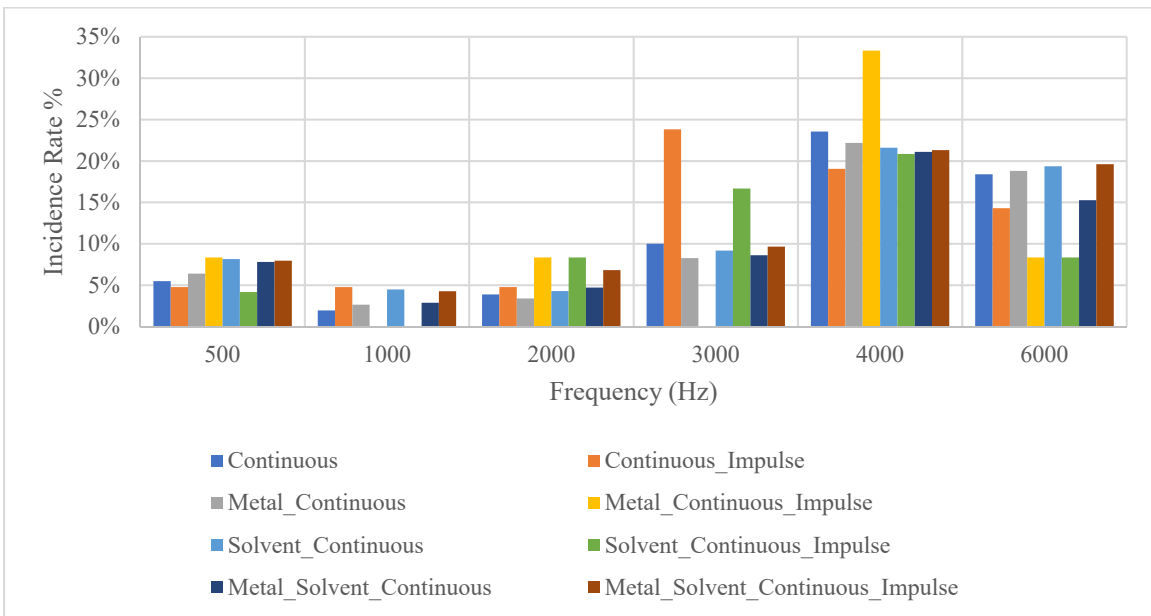 35%
30%
25%
20%
15%
10%
5%
0%
Incidence Rate %
500 1000 2000 3000 4000 6000
Frequency (Hz)
Continuous Continuous_Impulse
Metal_Continuous Metal_Continuous_Impulse
Solvent_Continuous Solvent_Continuous_Impulse
Metal_Solvent_Continuous Metal_Solvent_Continuous_Impulse